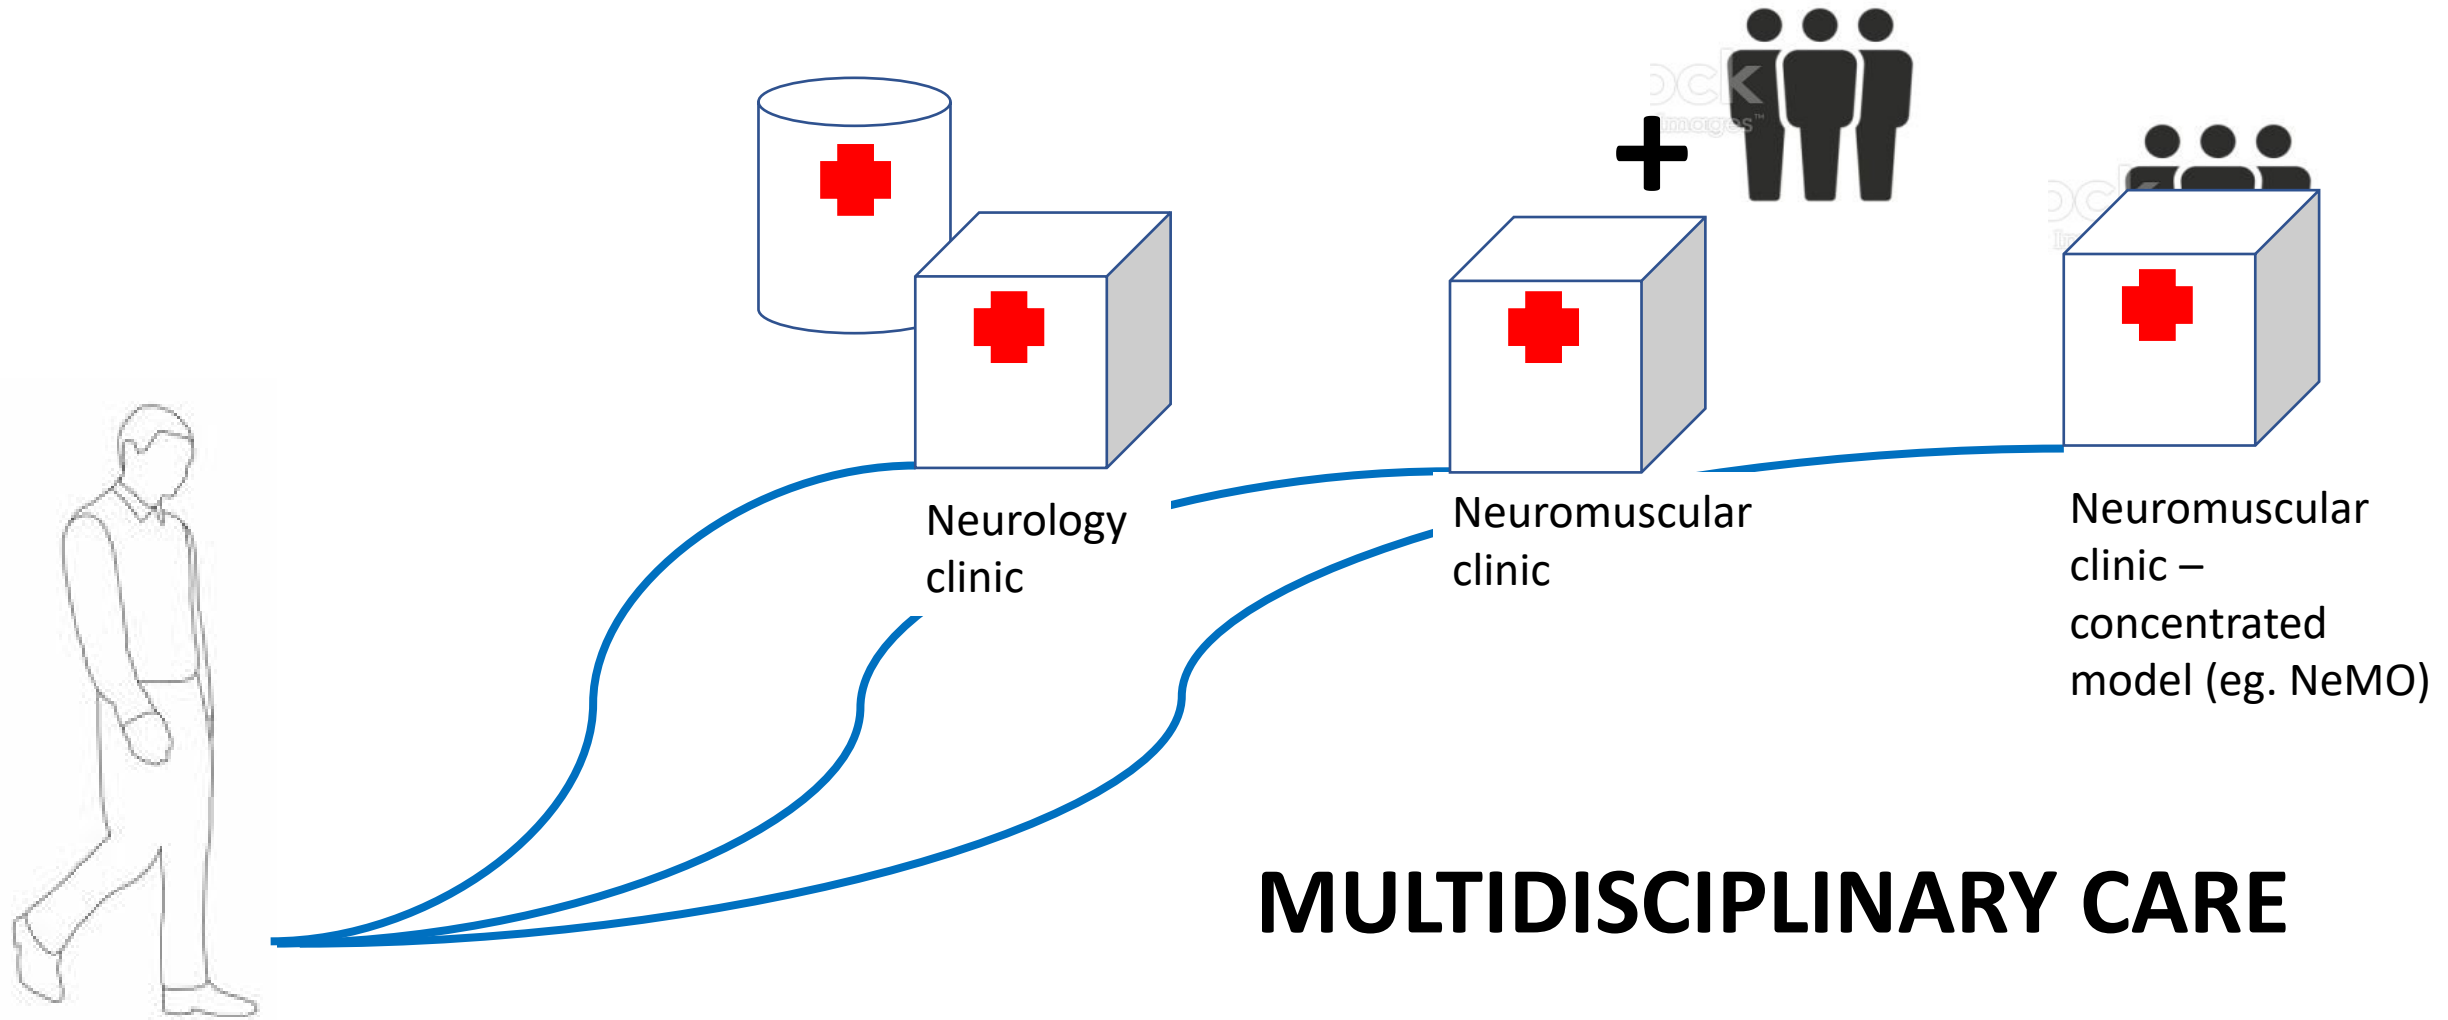 Neurology
clinic
Neuromuscular
clinic
Neuromuscular
clinic –
concentrated
model (eg. NeMO)
MULTIDISCIPLINARY CARE